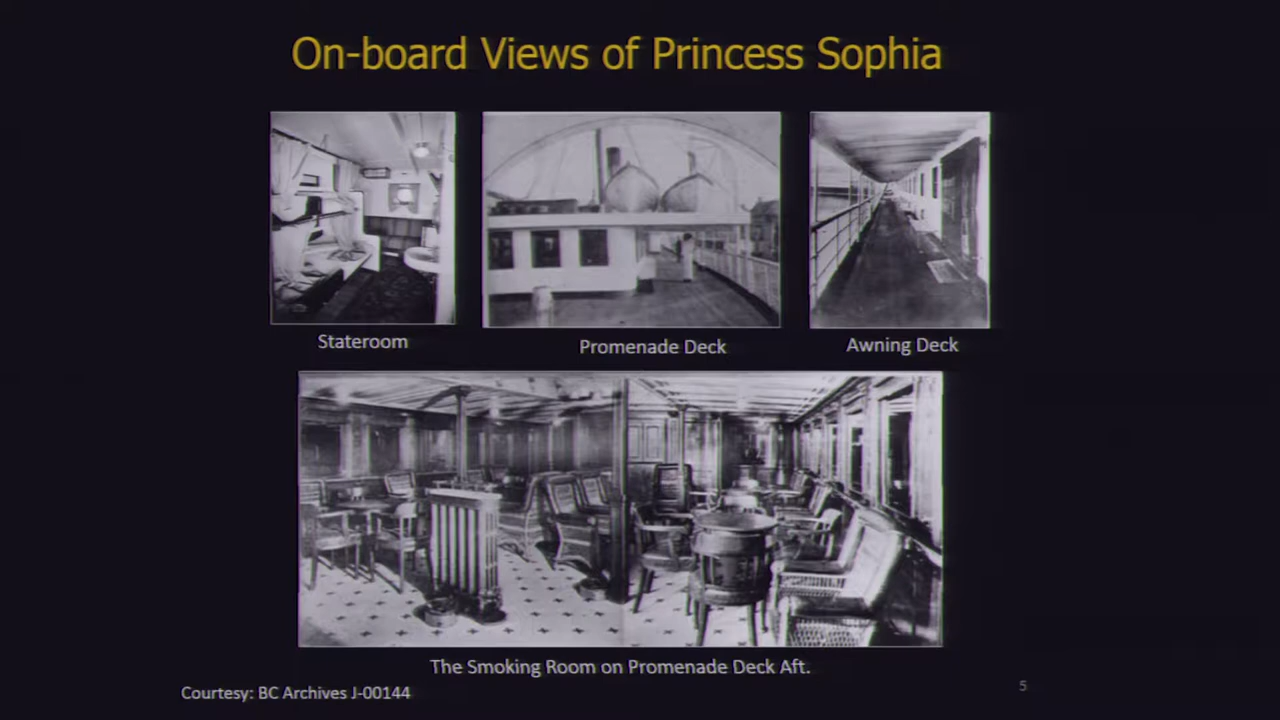 On-board Views of Princess Sophia
Stateroom
Promenade Deck
Awning Deck
The Smoking Room on Promenade Deck Aft.
Courtesy: BC Archives J-00144
5